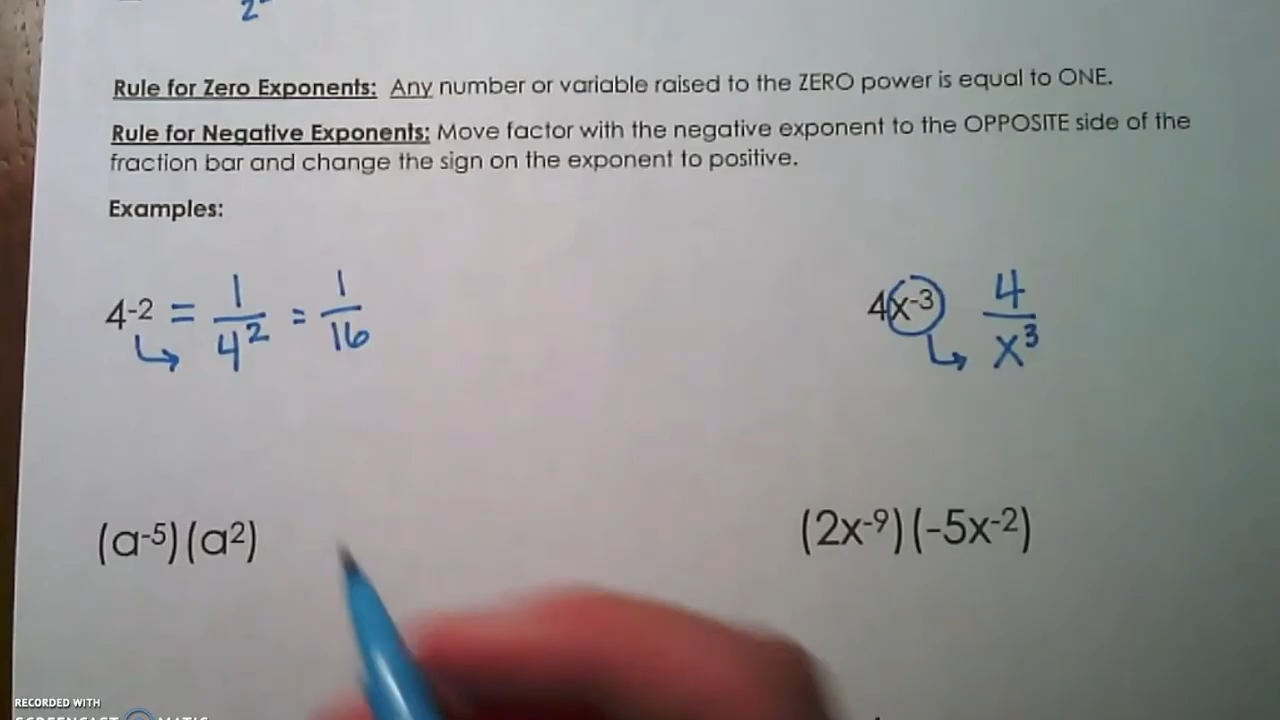 2
Rule for Zero Exponents: Any number or variable raised to the ZERO power is equal to ONE.
Rule for Negative Exponents: Move factor with the negative exponent to the OPPOSITE side of the
fraction bar and change the sign on the exponent to positive.
Examples:
4⁻² = 1/4² = 1/16
4x⁻³ 4/x³
(a⁻⁵)(a²)
(2x⁻⁹)(-5x⁻²)
RECORDED WITH